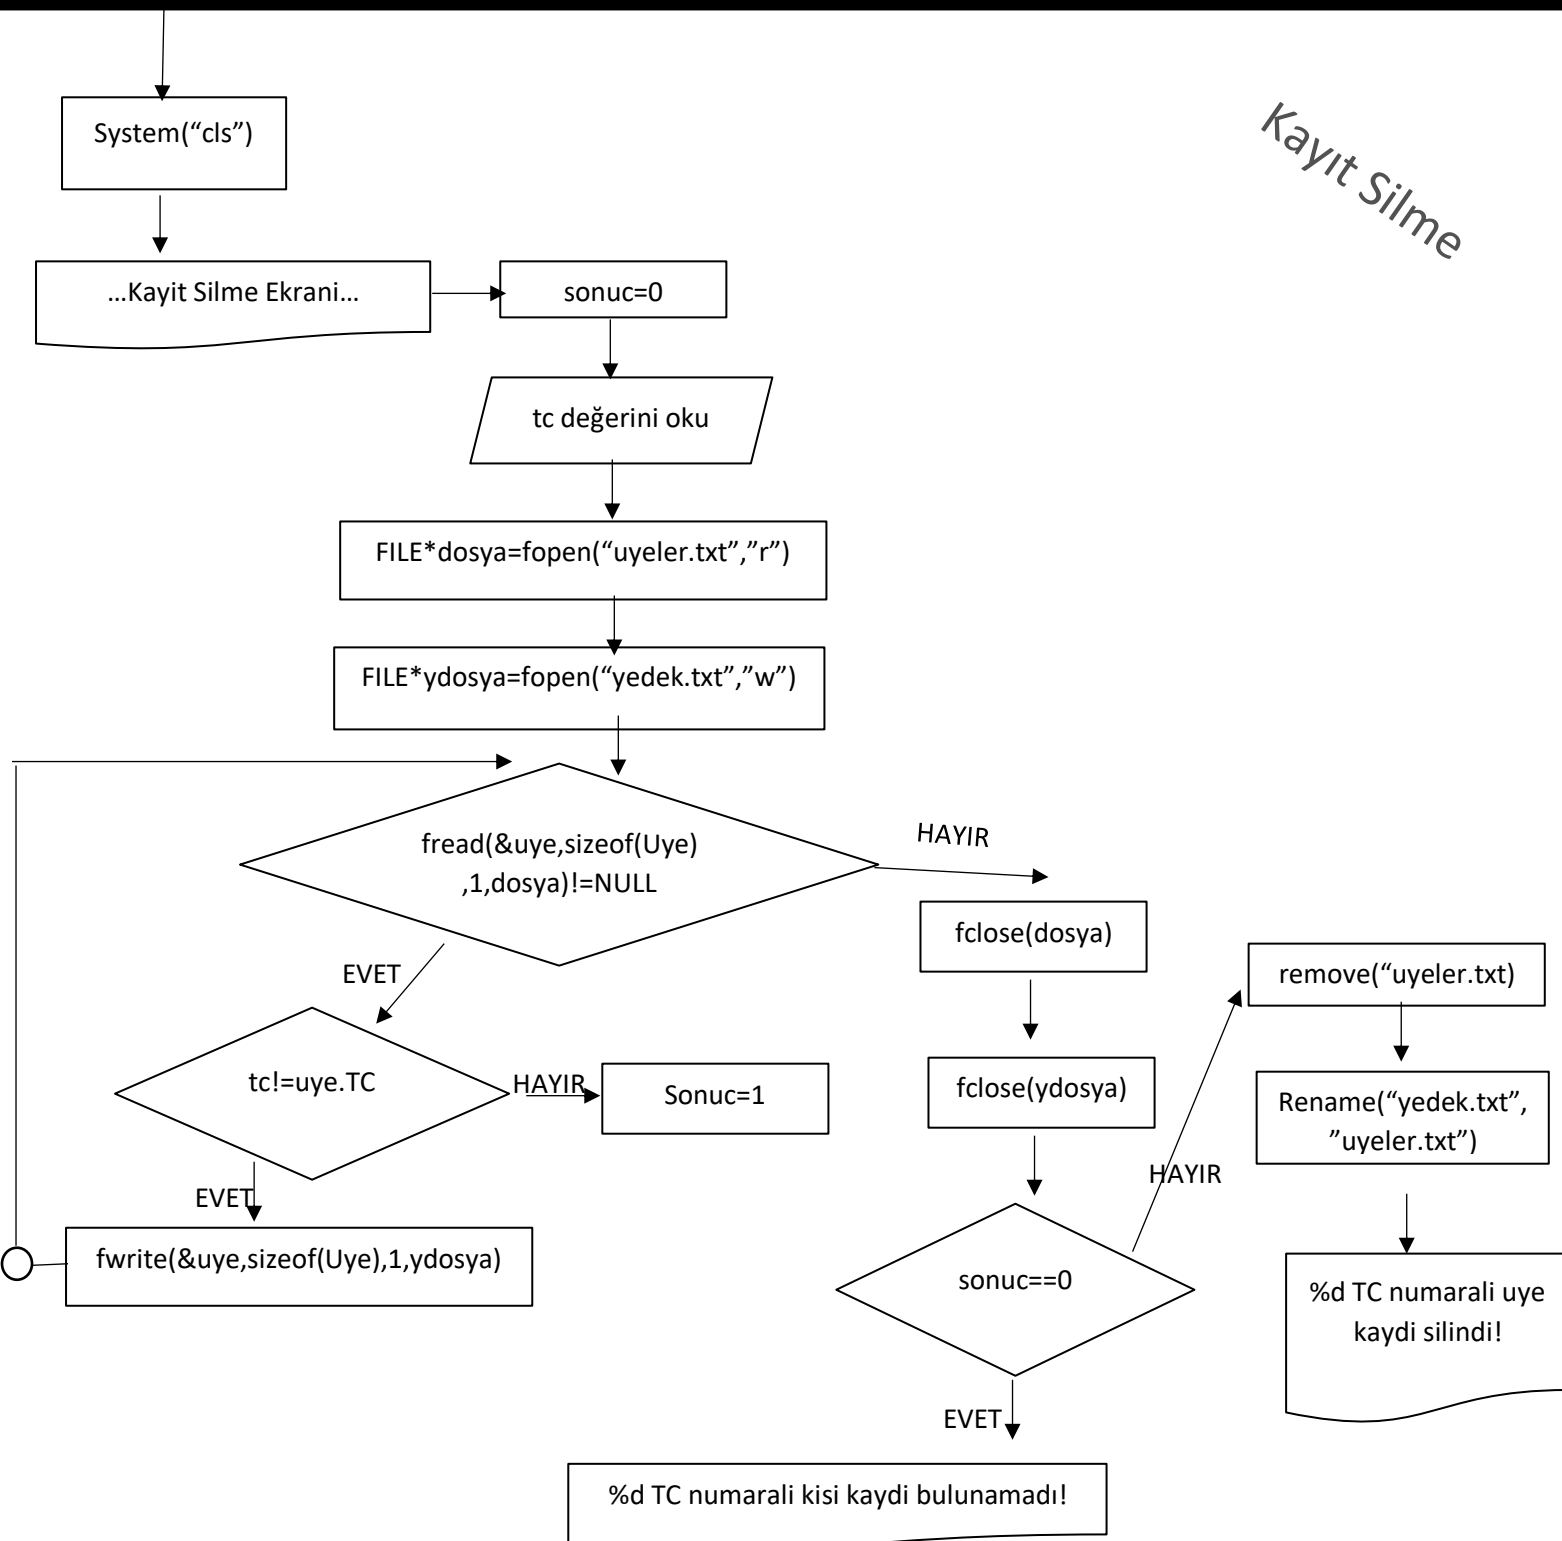 Kayıt Silme
System(“cls”)
...Kayit Silme Ekrani...
sonuc=0
tc değerini oku
FILE*dosya=fopen(“uyeler.txt”,”r”)
FILE*ydosya=fopen(“yedek.txt”,”w”)
fread(&uye,sizeof(Uye)
,1,dosya)!=NULL
HAYIR
EVET
tc!=uye.TC
HAYIR
Sonuc=1
EVET
fwrite(&uye,sizeof(Uye),1,ydosya)
fclose(dosya)
fclose(ydosya)
sonuc==0
HAYIR
remove(“uyeler.txt)
Rename(“yedek.txt”,
”uyeler.txt”)
%d TC numarali uye
kaydi silindi!
EVET
%d TC numarali kisi kaydi bulunamadı!